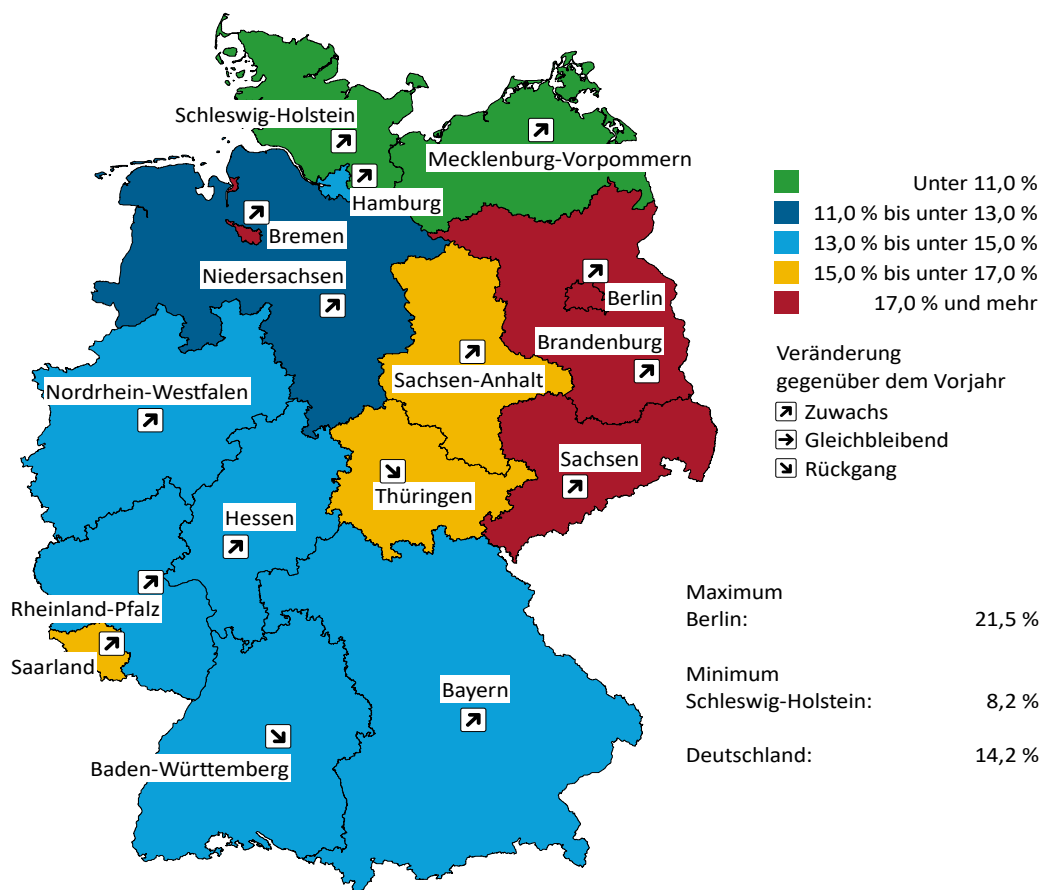 Schleswig-Holstein
Mecklenburg-Vorpommern
Hamburg
Bremen
Niedersachsen
Berlin
Brandenburg
Sachsen-Anhalt
Nordrhein-Westfalen
Sachsen
Thüringen
Hessen
Rheinland-Pfalz
Saarland
Bayern
Baden-Württemberg
Unter 11,0 %
11,0 % bis unter 13,0 %
13,0 % bis unter 15,0 %
15,0 % bis unter 17,0 %
17,0 % und mehr
Veränderung
gegenüber dem Vorjahr
Zuwachs
Gleichbleibend
Rückgang
Maximum
Berlin: 21,5 %
Minimum
Schleswig-Holstein: 8,2 %
Deutschland: 14,2 %